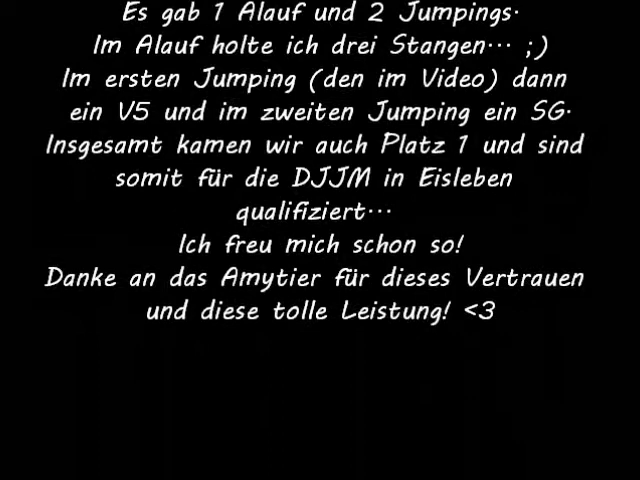 Es gab 1 Alauf und 2 Jumpings.
Im Alauf holte ich drei Stangen... ;)
Im ersten Jumping (den im Video) dann
ein V5 und im zweiten Jumping ein SG.
Insgesamt kamen wir auch Platz 1 und sind
somit für die DJJM in Eisleben
qualifiziert...
Ich freu mich schon so!
Danke an das Amytier für dieses Vertrauen
und diese tolle Leistung! <3